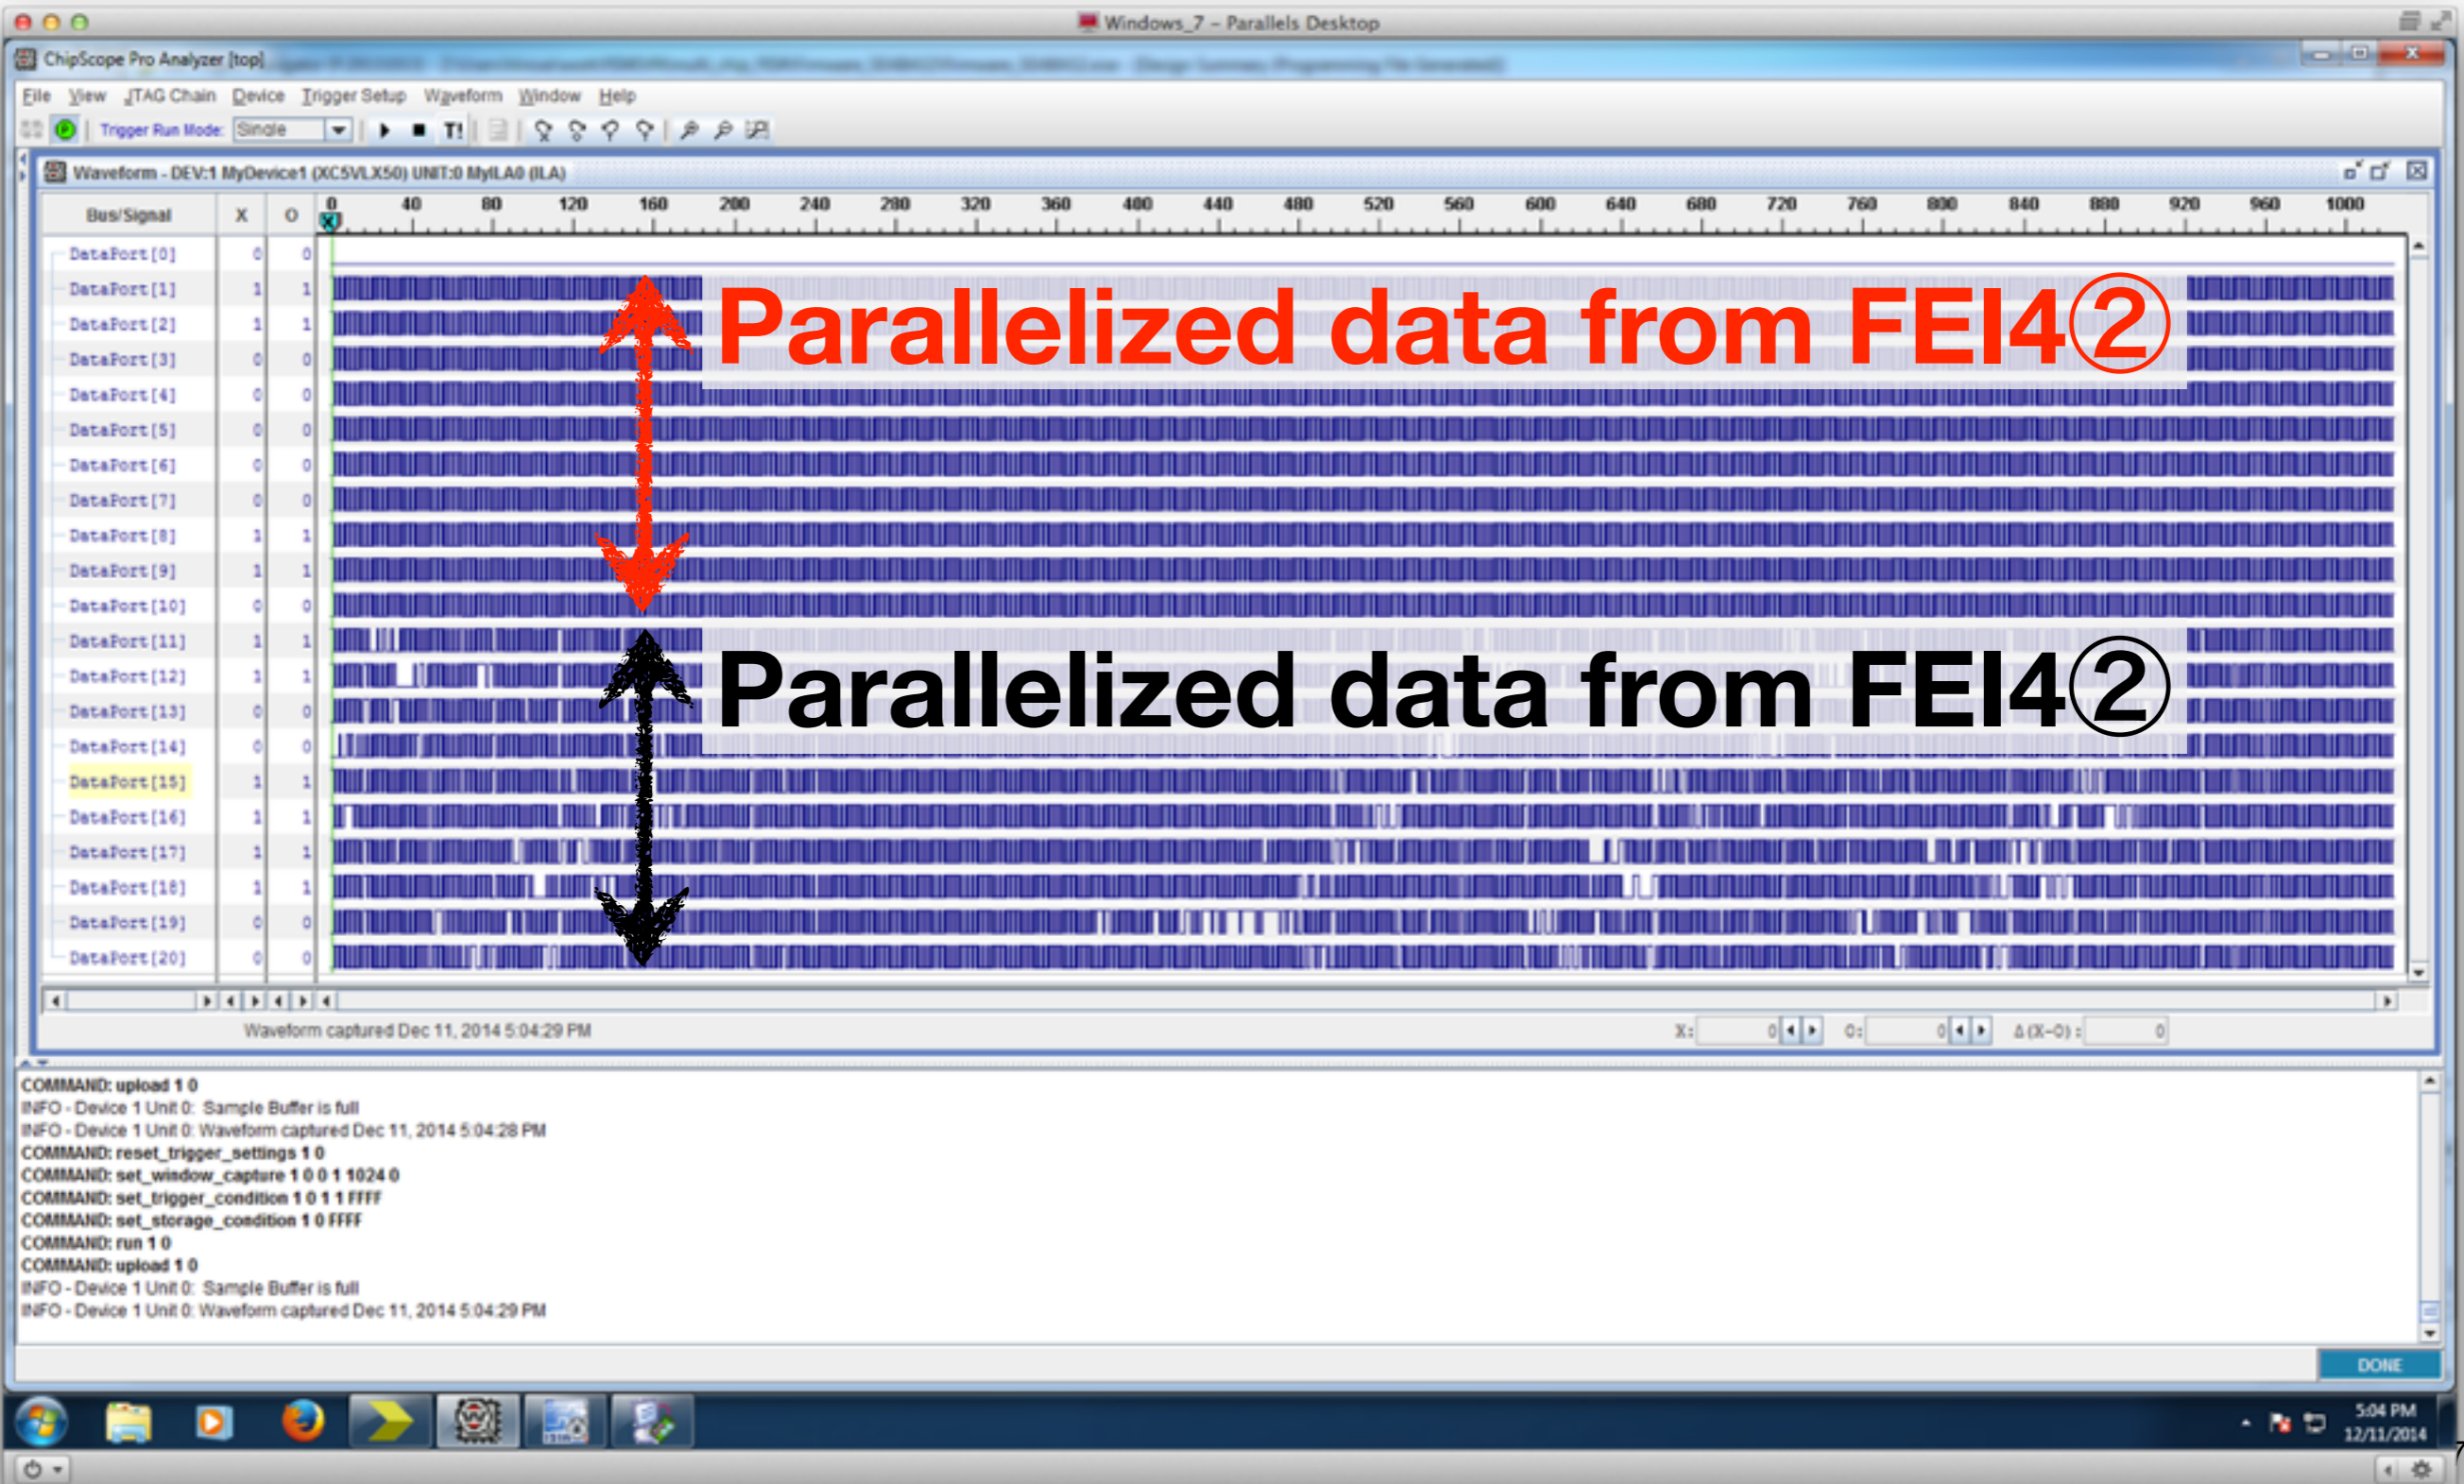 Windows_7 – Parallels Desktop
ChipScope Pro Analyzer [top]
File View JTAG Chain Device Trigger Setup Waveform Window Help
Trigger Run Mode: Single T!
Waveform - DEV:1 MyDevice1 (XC5VLX50) UNIT:0 MyILA0 (ILA)
Bus/Signal X O 0 40 80 120 160 200 240 280 320 360 400 440 480 520 560 600 640 680 720 760 800 840 880 920 960 1000
X
DataPort[0] 0 0
DataPort[1] 1 1
Parallelized data from FEI4②
DataPort[2] 1 1
DataPort[3] 0 0
DataPort[4] 0 0
DataPort[5] 0 0
DataPort[6] 0 0
DataPort[7] 0 0
DataPort[8] 1 1
DataPort[9] 1 1
DataPort[10] 0 0
DataPort[11] 1 1
Parallelized data from FEI4②
DataPort[12] 1 1
DataPort[13] 0 0
DataPort[14] 0 0
DataPort[15] 1 1
DataPort[16] 1 1
DataPort[17] 1 1
DataPort[18] 1 1
DataPort[19] 0 0
DataPort[20] 0 0
Waveform captured Dec 11, 2014 5:04:29 PM X: 0 O: 0 Δ(X-O): 0
COMMAND: upload 1 0
INFO - Device 1 Unit 0: Sample Buffer is full
INFO - Device 1 Unit 0: Waveform captured Dec 11, 2014 5:04:28 PM
COMMAND: reset_trigger_settings 1 0
COMMAND: set_window_capture 1 0 0 1 1024 0
COMMAND: set_trigger_condition 1 0 1 1 FFFF
COMMAND: set_storage_condition 1 0 FFFF
COMMAND: run 1 0
COMMAND: upload 1 0
INFO - Device 1 Unit 0: Sample Buffer is full
INFO - Device 1 Unit 0: Waveform captured Dec 11, 2014 5:04:29 PM
DONE
5:04 PM
12/11/2014
7